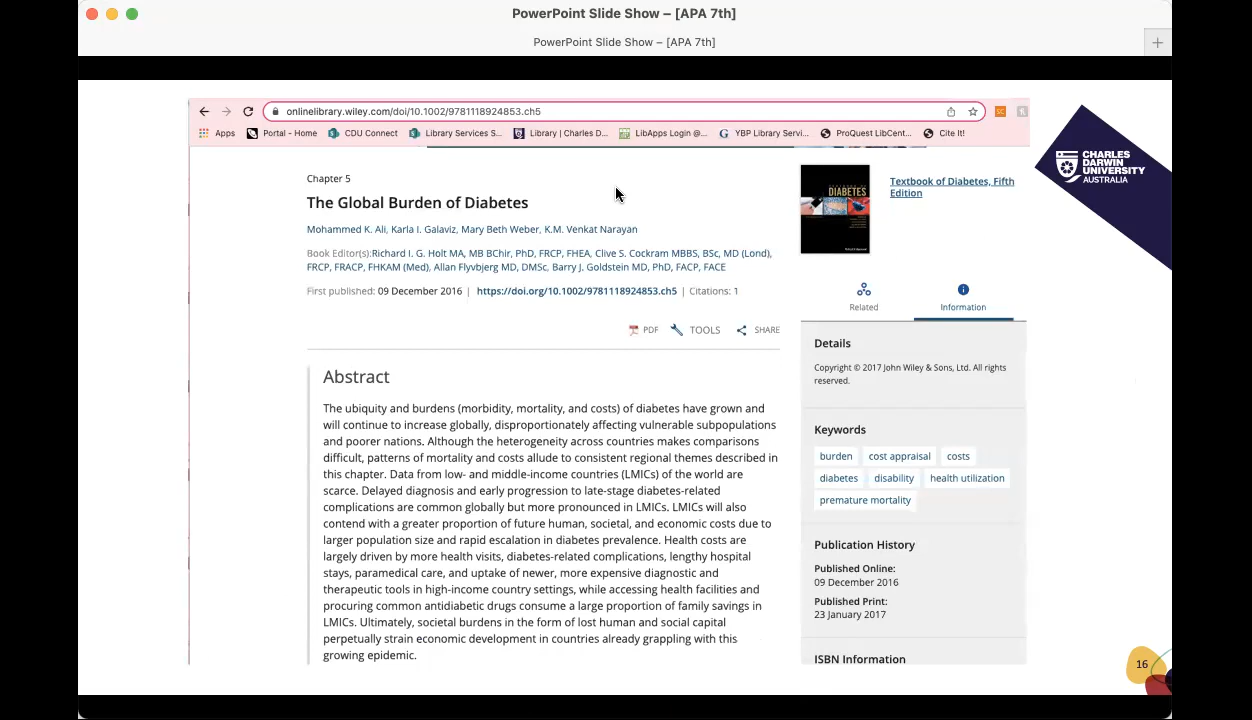 PowerPoint Slide Show – [APA 7th]
PowerPoint Slide Show – [APA 7th]
onlinelibrary.wiley.com/doi/10.1002/9781118924853.ch5
Apps Portal - Home CDU Connect Library Services S... Library | Charles D... LibApps Login @... YBP Library Servi... ProQuest LibCent... Cite It!
CHARLES
DARWIN
UNIVERSITY
AUSTRALIA
Chapter 5
The Global Burden of Diabetes
Mohammed K. Ali, Karla I. Galaviz, Mary Beth Weber, K.M. Venkat Narayan
Book Editor(s):Richard I. G. Holt MA, MB BChir, PhD, FRCP, FHEA, Clive S. Cockram MBBS, BSc, MD (Lond),
FRCP, FRACP, FHKAM (Med), Allan Flyvbjerg MD, DMSc, Barry J. Goldstein MD, PhD, FACP, FACE
First published: 09 December 2016 | https://doi.org/10.1002/9781118924853.ch5 | Citations: 1
PDF TOOLS SHARE
Abstract
The ubiquity and burdens (morbidity, mortality, and costs) of diabetes have grown and
will continue to increase globally, disproportionately affecting vulnerable subpopulations
and poorer nations. Although the heterogeneity across countries makes comparisons
difficult, patterns of mortality and costs allude to consistent regional themes described in
this chapter. Data from low- and middle-income countries (LMICs) of the world are
scarce. Delayed diagnosis and early progression to late-stage diabetes-related
complications are common globally but more pronounced in LMICs. LMICs will also
contend with a greater proportion of future human, societal, and economic costs due to
larger population size and rapid escalation in diabetes prevalence. Health costs are
largely driven by more health visits, diabetes-related complications, lengthy hospital
stays, paramedical care, and uptake of newer, more expensive diagnostic and
therapeutic tools in high-income country settings, while accessing health facilities and
procuring common antidiabetic drugs consume a large proportion of family savings in
LMICs. Ultimately, societal burdens in the form of lost human and social capital
perpetually strain economic development in countries already grappling with this
growing epidemic.
DIABETES
Textbook of Diabetes, Fifth
Edition
Related Information
Details
Copyright © 2017 John Wiley & Sons, Ltd. All rights
reserved.
Keywords
burden cost appraisal costs
diabetes disability health utilization
premature mortality
Publication History
Published Online:
09 December 2016
Published Print:
23 January 2017
ISBN Information
16